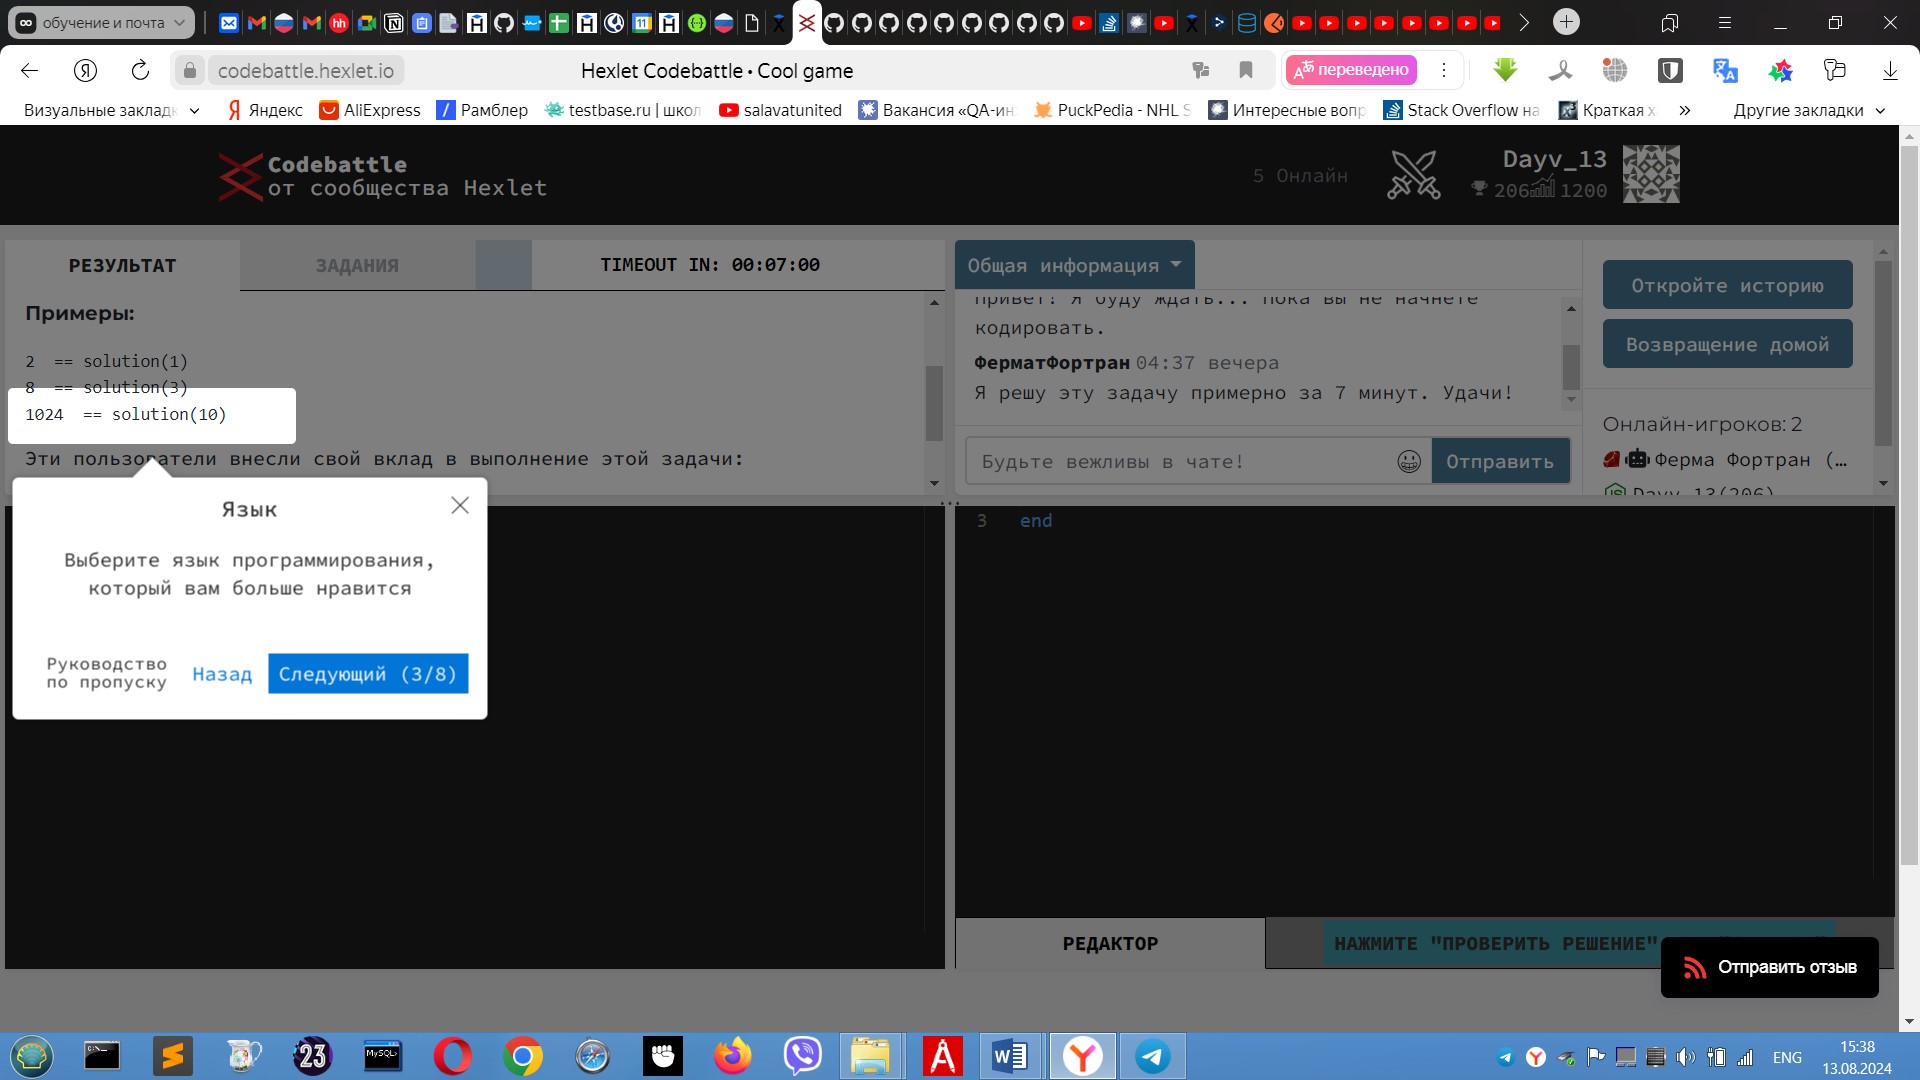 обучение и почта
codebattle.hexlet.io
Hexlet Codebattle • Cool game
переведено
Визуальные заклад
Яндекс
AliExpress
Рамблер
testbase.ru | школ
salavatunited
Вакансия «QA-ин
PuckPedia - NHL S
Интересные вопр
Stack Overflow на
Краткая х
»
Другие закладки
Codebattle
от сообщества Hexlet
5 Онлайн
Dayv_13
206 1200
РЕЗУЛЬТАТ
ЗАДАНИЯ
TIMEOUT IN: 00:07:00
Примеры:
2 == solution(1)
8 == solution(3)
1024 == solution(10)
Эти пользователи внесли свой вклад в выполнение этой задачи:
Язык
Выберите язык программирования,
который вам больше нравится
Руководство
по пропуску
Назад
Следующий (3/8)
Общая информация
привет! Я буду ждать... пока вы не начнете
кодировать.
ФерматФортран 04:37 вечера
Я решу эту задачу примерно за 7 минут. Удачи!
Будьте вежливы в чате!
Отправить
Откройте историю
Возвращение домой
Онлайн-игроков: 2
Ферма Фортран (…
Dayv_13(206)
3 end
РЕДАКТОР
НАЖМИТЕ "ПРОВЕРИТЬ РЕШЕНИЕ"
Отправить отзыв
23
MySQL
ENG
15:38
13.08.2024